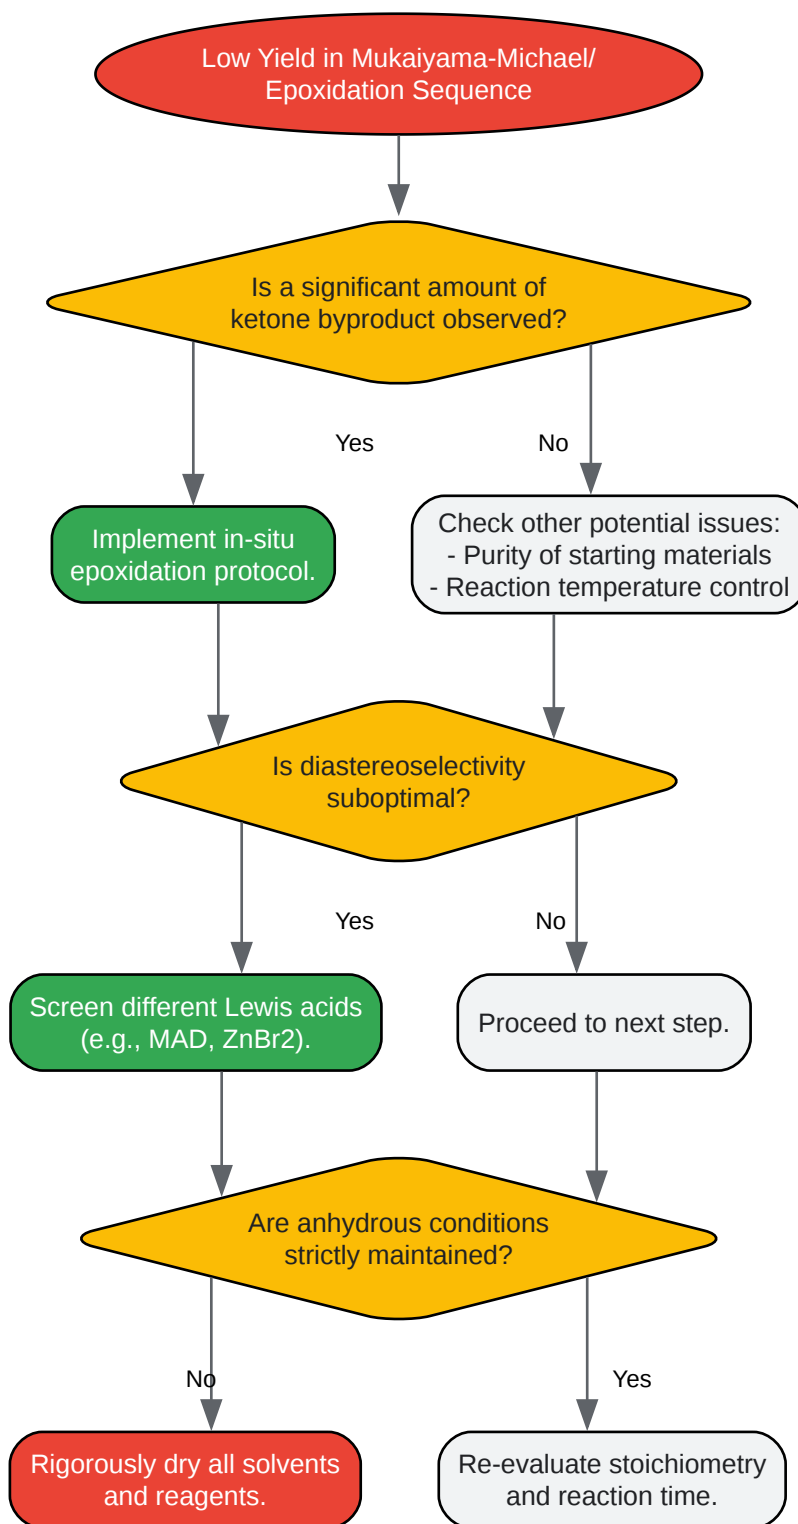 Low Yield in Mukaiyama-Michael/
Epoxidation Sequence
Is a significant amount of
ketone byproduct observed?
Yes
No
Implement in-situ
epoxidation protocol.
Check other potential issues:
- Purity of starting materials
- Reaction temperature control
Is diastereoselectivity
suboptimal?
Yes
No
Screen different Lewis acids
(e.g., MAD, ZnBr2).
Proceed to next step.
Are anhydrous conditions
strictly maintained?
No
Yes
Rigorously dry all solvents
and reagents.
Re-evaluate stoichiometry
and reaction time.